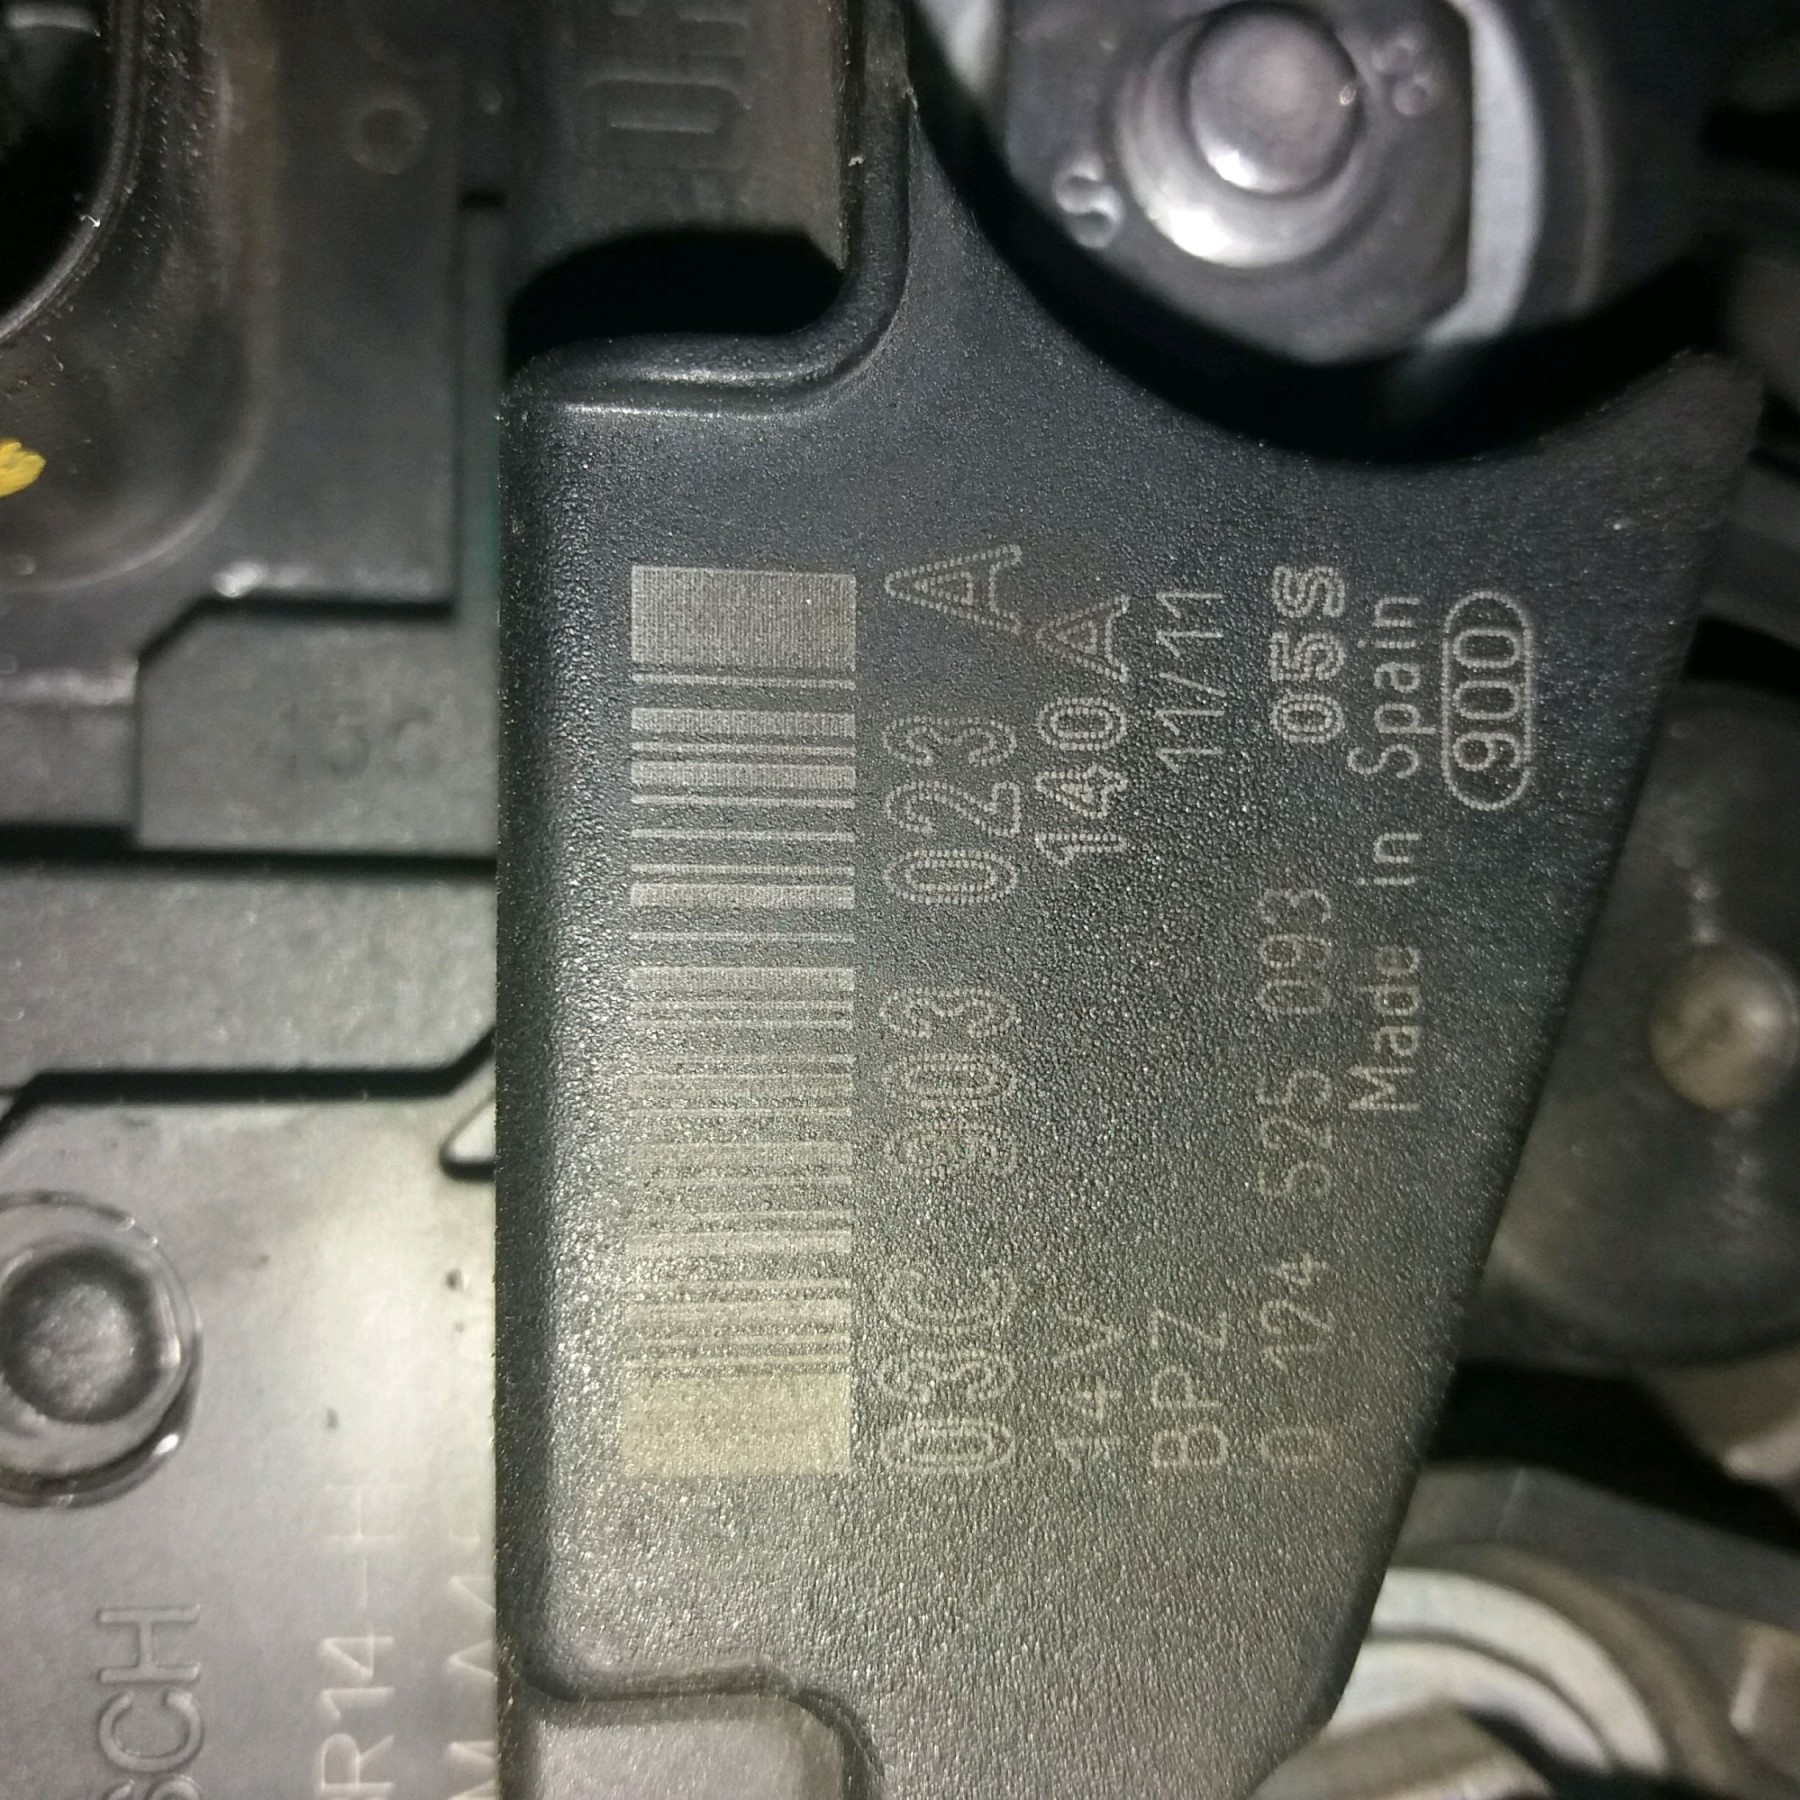 03C 903 023 A
14V 140A
BPZ 11/11
0 124 525 093 05S
Made in Spain
900